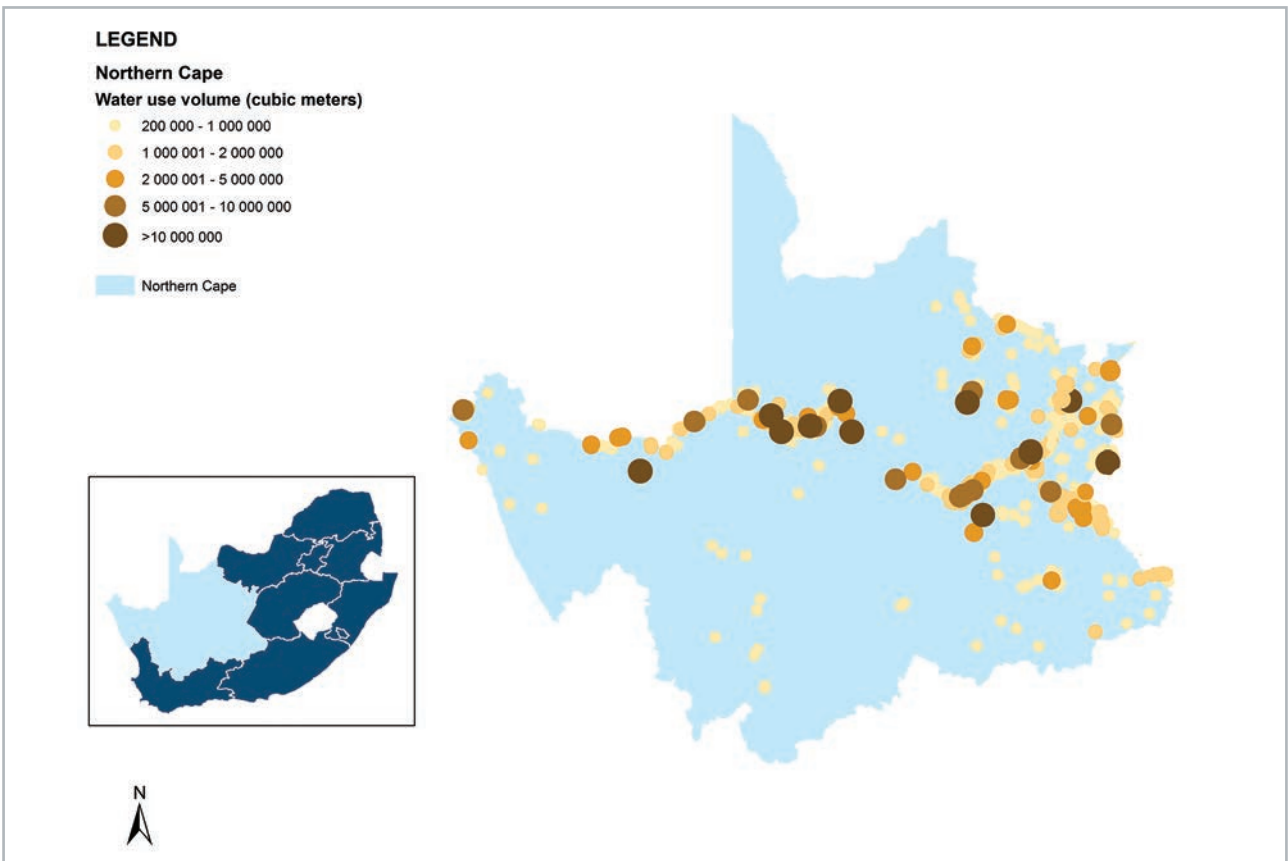 LEGEND
Northern Cape
Water use volume (cubic meters)
200 000 - 1 000 000
1 000 001 - 2 000 000
2 000 001 - 5 000 000
5 000 001 - 10 000 000
>10 000 000
Northern Cape
N